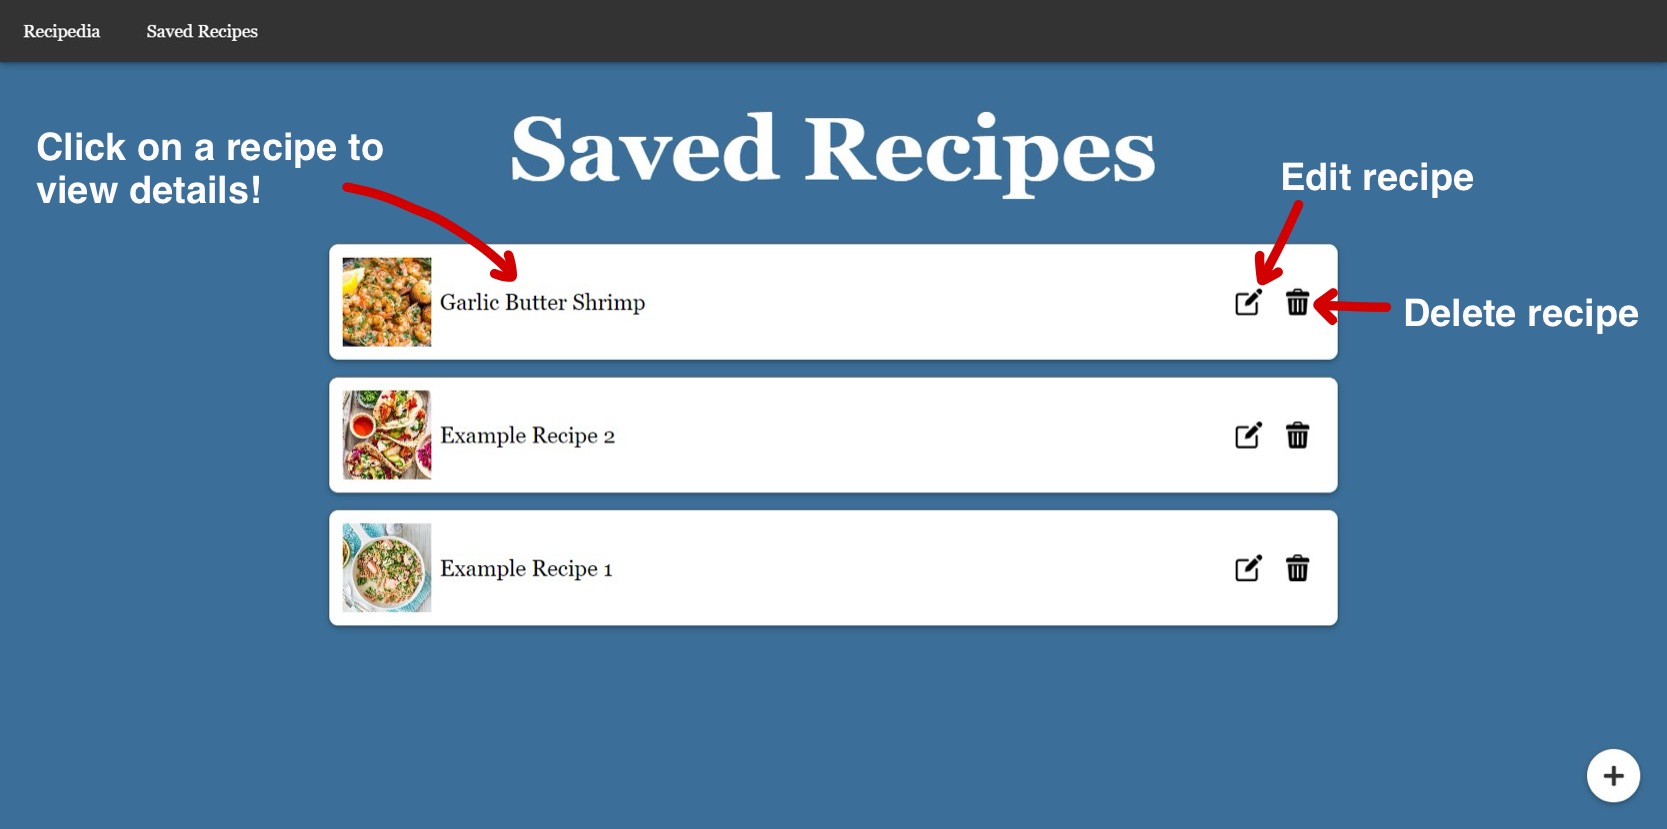 Recipedia
Saved Recipes
Click on a recipe to
view details!
Saved Recipes
Edit recipe
Garlic Butter Shrimp
Delete recipe
Example Recipe 2
Example Recipe 1
+